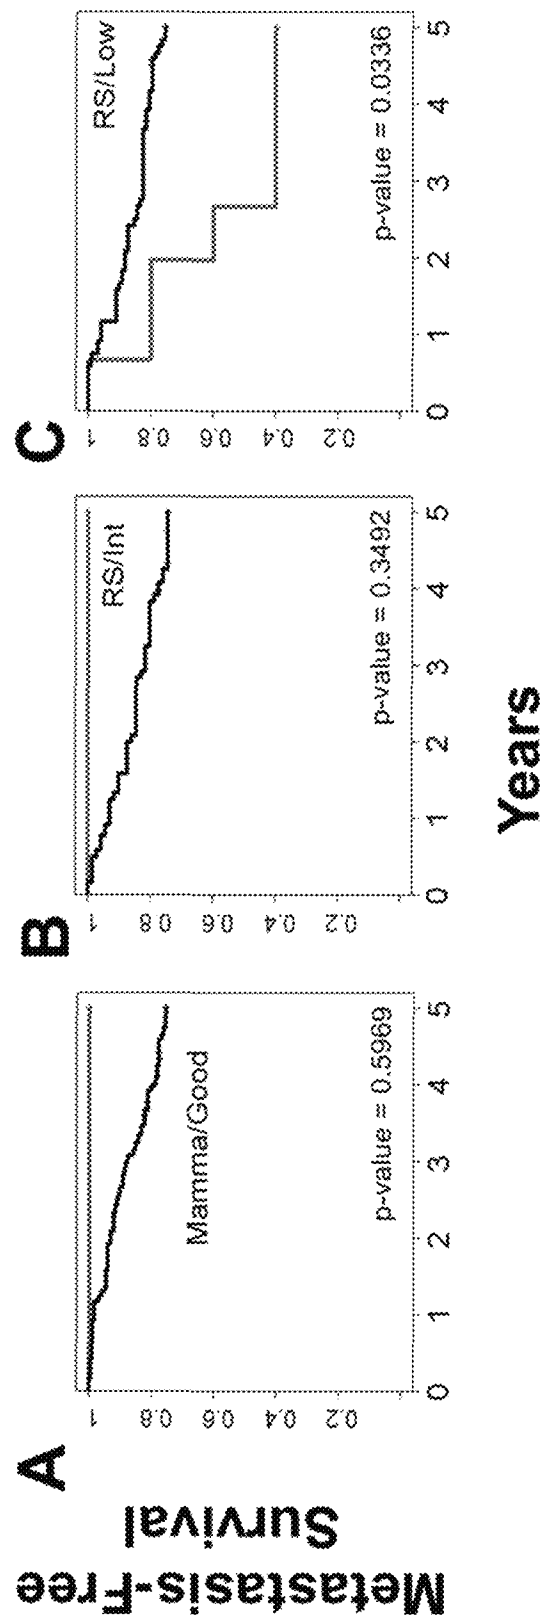 A
Metastasis-Free
Survival
1
0.8
0.6
0.4
0.2
Mamma/Good
p-value = 0.5969
0 1 2 3 4 5
B
1
0.8
0.6
0.4
0.2
RS/Int
p-value = 0.3492
0 1 2 3 4 5
C
1
0.8
0.6
0.4
0.2
RS/Low
p-value = 0.0336
0 1 2 3 4 5
Years